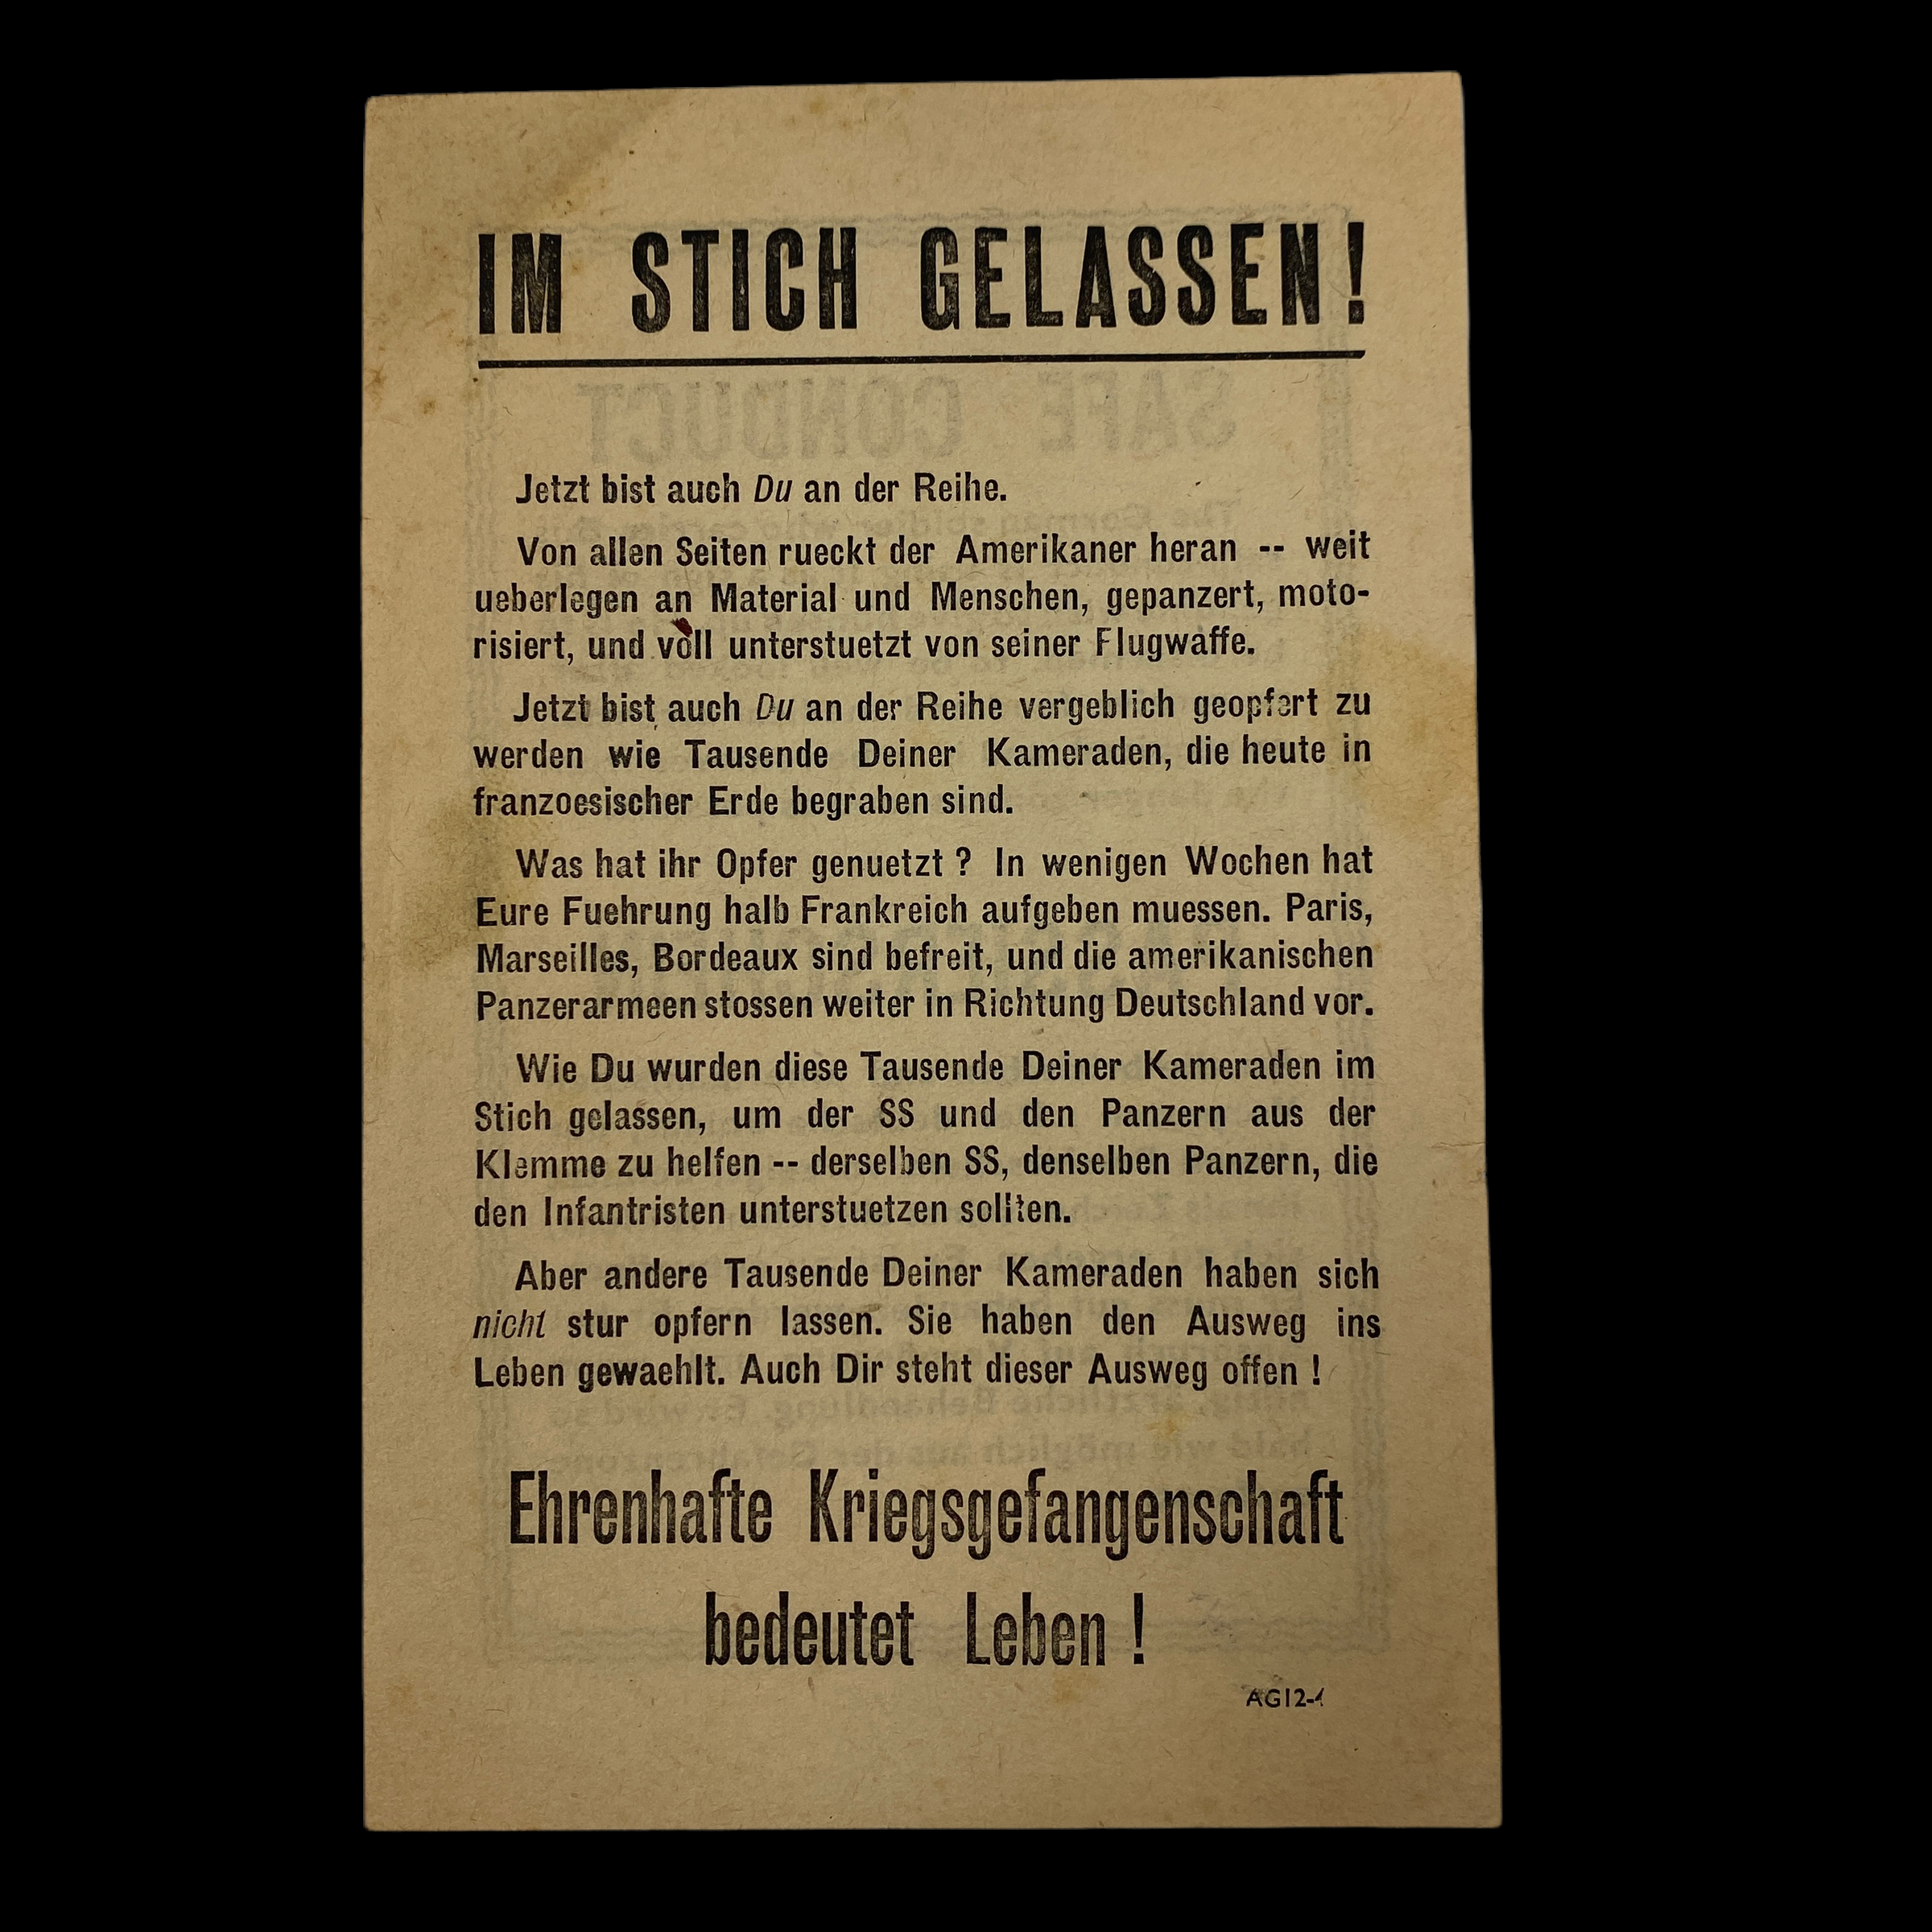 IM STICH GELASSEN!
Jetzt bist auch Du an der Reihe.
Von allen Seiten rueckt der Amerikaner heran -- weit
ueberlegen an Material und Menschen, gepanzert, moto-
risiert, und voll unterstuetzt von seiner Flugwaffe.
Jetzt bist auch Du an der Reihe vergeblich geopfert zu
werden wie Tausende Deiner Kameraden, die heute in
franzoesischer Erde begraben sind.
Was hat ihr Opfer genuetzt ? In wenigen Wochen hat
Eure Fuehrung halb Frankreich aufgeben muessen. Paris,
Marseilles, Bordeaux sind befreit, und die amerikanischen
Panzerarmeen stossen weiter in Richtung Deutschland vor.
Wie Du wurden diese Tausende Deiner Kameraden im
Stich gelassen, um der SS und den Panzern aus der
Klemme zu helfen -- derselben SS, denselben Panzern, die
den Infantristen unterstuetzen sollten.
Aber andere Tausende Deiner Kameraden haben sich
nicht stur opfern lassen. Sie haben den Ausweg ins
Leben gewaehlt. Auch Dir steht dieser Ausweg offen !
Ehrenhafte Kriegsgefangenschaft
bedeutet Leben !
SAFE CONDUCT